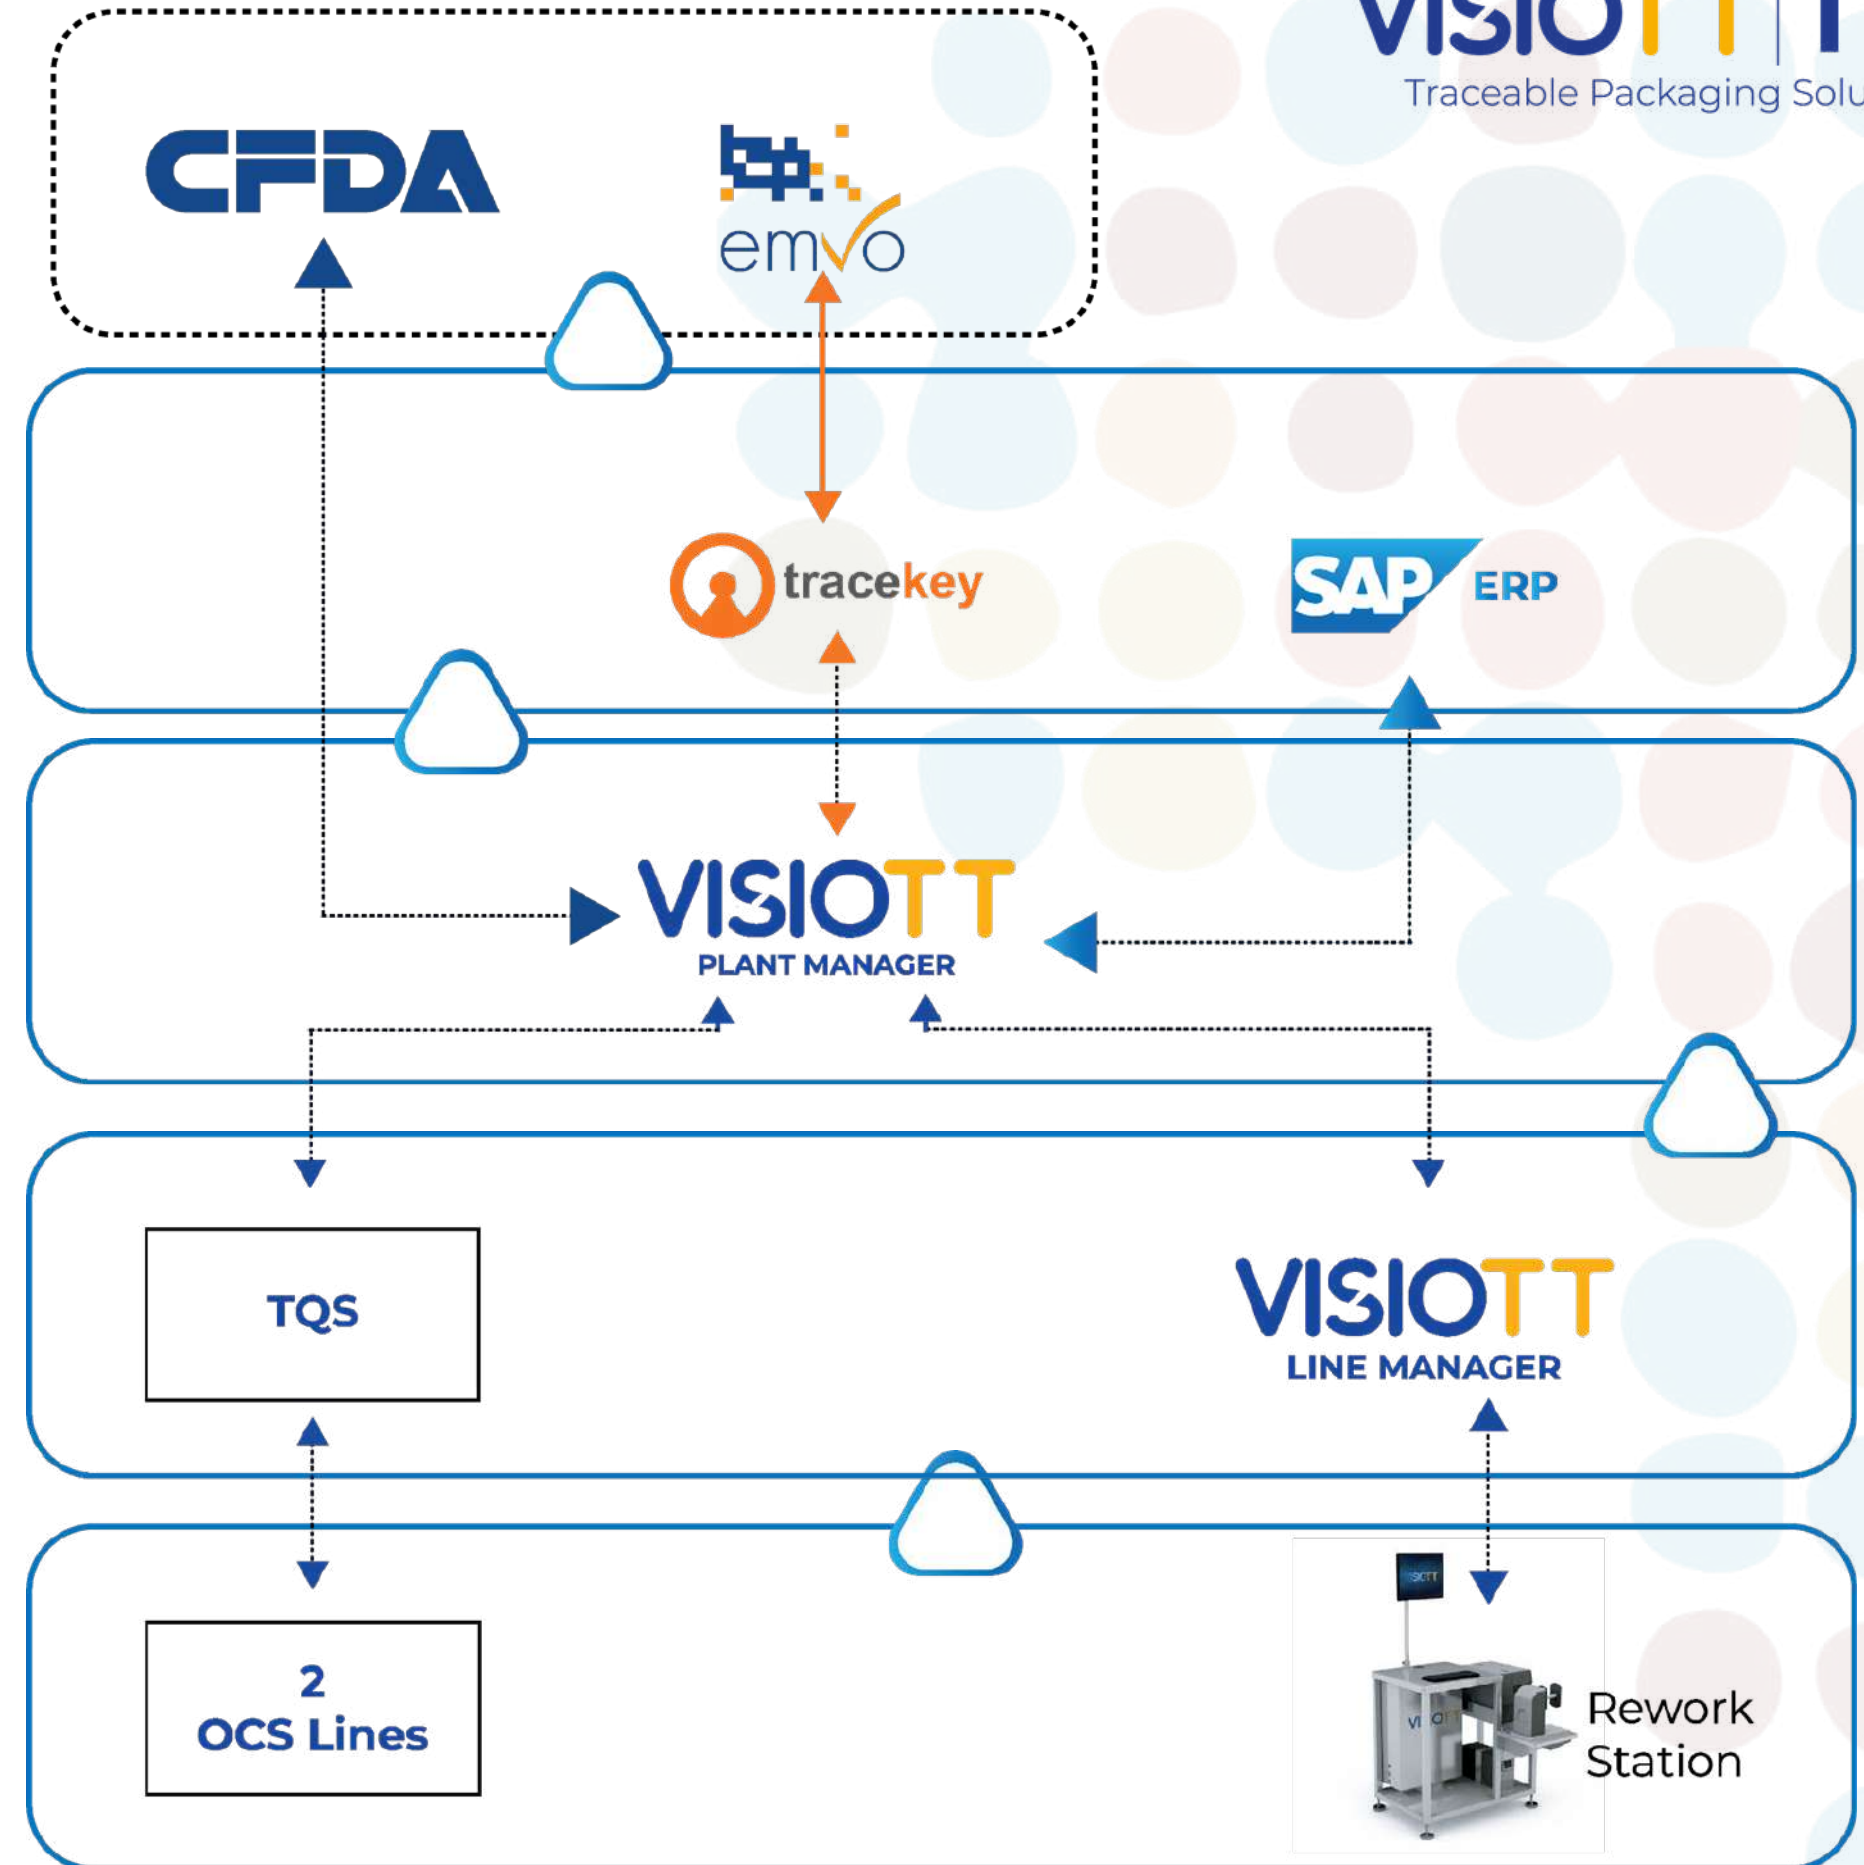 VISIOTT
Traceable Packaging
CFDA
emvo
tracekey
SAP ERP
VISIOTT
PLANT MANAGER
TQS
VISIOTT
LINE MANAGER
2
OCS Lines
VISIOTT
Rework
Station